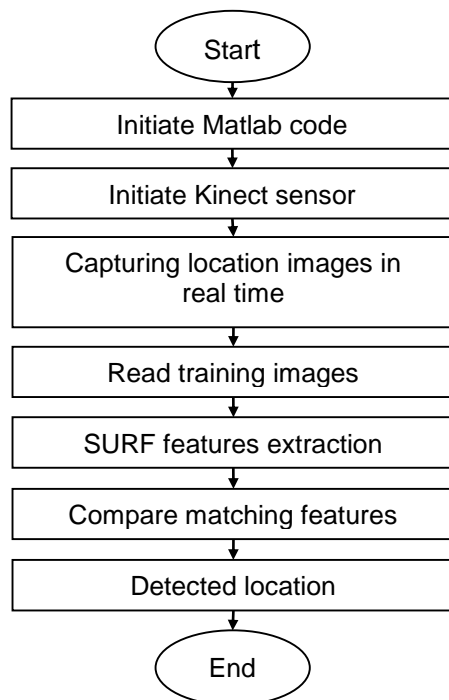 Start
Initiate Matlab code
Initiate Kinect sensor
Capturing location images in
real time
Read training images
SURF features extraction
Compare matching features
Detected location
End